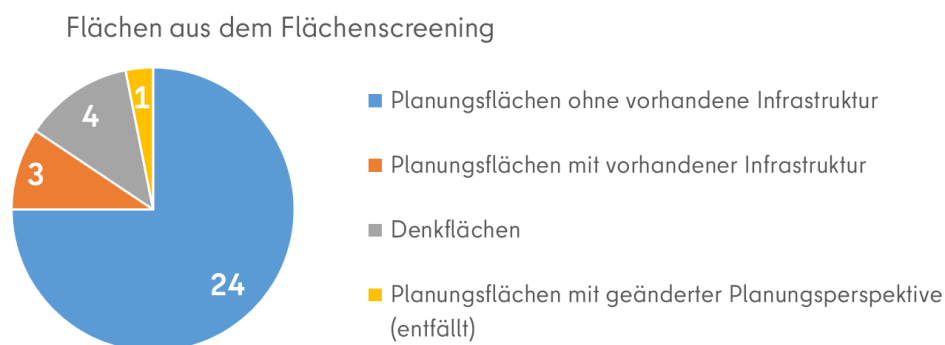 Flächen aus dem Flächenscreening
1
4
3
24
Planungsflächen ohne vorhandene Infrastruktur
Planungsflächen mit vorhandener Infrastruktur
Denkflächen
Planungsflächen mit geänderter Planungsperspektive
(entfällt)